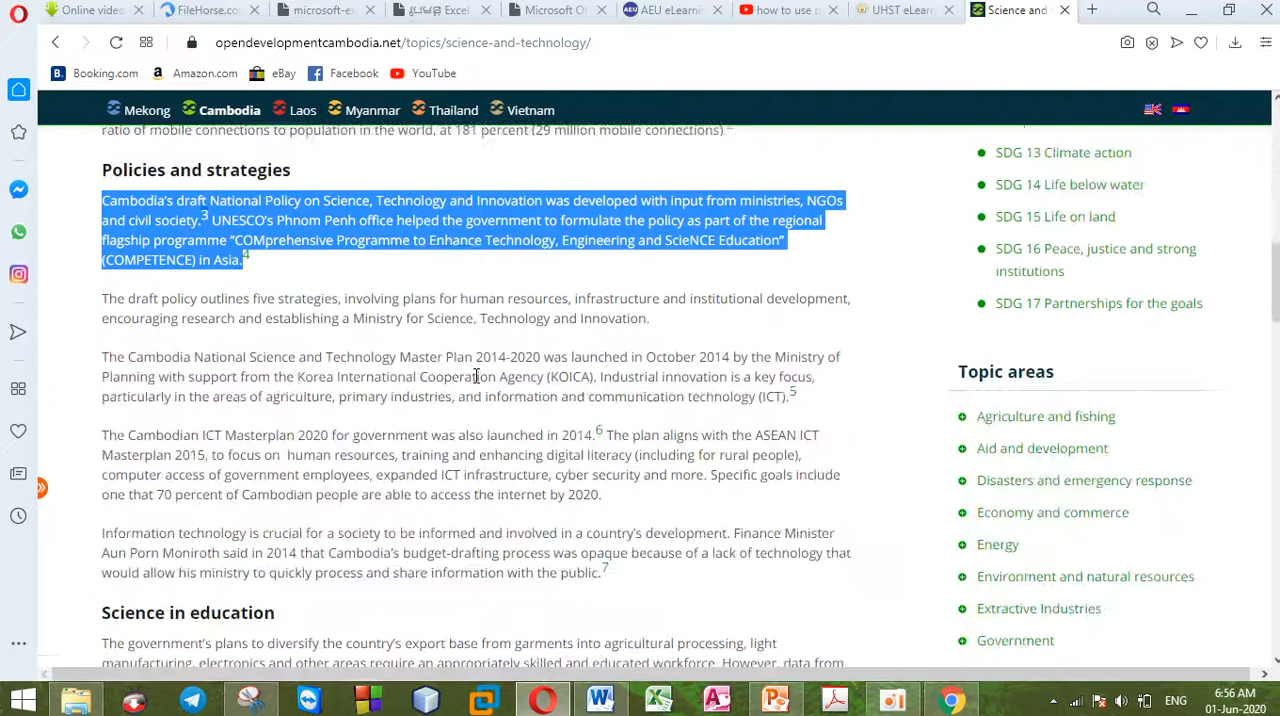 Online video
FileHorse.co
microsoft-ex
Excel
Microsoft Of
AEU eLearni
how to use p
UHST eLearn
Science and
opendevelopmentcambodia.net/topics/science-and-technology/
Booking.com
Amazon.com
eBay
Facebook
YouTube
Mekong
Cambodia
Laos
Myanmar
Thailand
Vietnam
ratio of mobile connections to population in the world, at 181 percent (29 million mobile connections).
Policies and strategies
Cambodia's draft National Policy on Science, Technology and Innovation was developed with input from ministries, NGOs
and civil society.3 UNESCO's Phnom Penh office helped the government to formulate the policy as part of the regional
flagship programme "COMprehensive Programme to Enhance Technology, Engineering and ScieNCE Education"
(COMPETENCE) in Asia.4
The draft policy outlines five strategies, involving plans for human resources, infrastructure and institutional development,
encouraging research and establishing a Ministry for Science, Technology and Innovation.
The Cambodia National Science and Technology Master Plan 2014-2020 was launched in October 2014 by the Ministry of
Planning with support from the Korea International Cooperation Agency (KOICA). Industrial innovation is a key focus,
particularly in the areas of agriculture, primary industries, and information and communication technology (ICT).5
The Cambodian ICT Masterplan 2020 for government was also launched in 2014.6 The plan aligns with the ASEAN ICT
Masterplan 2015, to focus on human resources, training and enhancing digital literacy (including for rural people),
computer access of government employees, expanded ICT infrastructure, cyber security and more. Specific goals include
one that 70 percent of Cambodian people are able to access the internet by 2020.
Information technology is crucial for a society to be informed and involved in a country's development. Finance Minister
Aun Porn Moniroth said in 2014 that Cambodia's budget-drafting process was opaque because of a lack of technology that
would allow his ministry to quickly process and share information with the public.7
Science in education
The government's plans to diversify the country's export base from garments into agricultural processing, light
manufacturing, electronics and other areas require an appropriately skilled and educated workforce. However, data from
SDG 13 Climate action
SDG 14 Life below water
SDG 15 Life on land
SDG 16 Peace, justice and strong
institutions
SDG 17 Partnerships for the goals
Topic areas
Agriculture and fishing
Aid and development
Disasters and emergency response
Economy and commerce
Energy
Environment and natural resources
Extractive Industries
Government
ENG
6:56 AM
01-Jun-2020